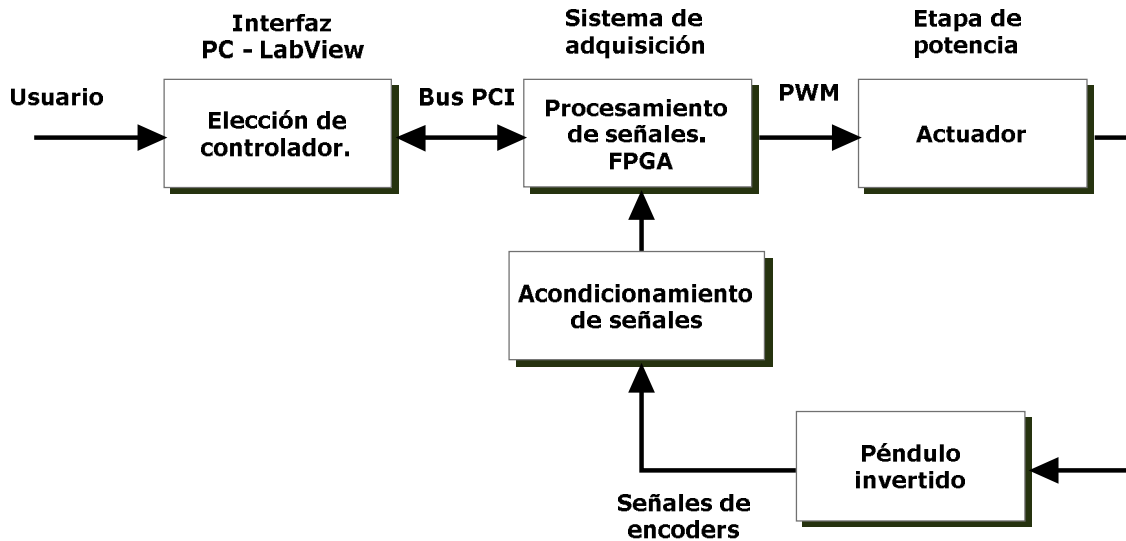 Interfaz
PC - LabView
Sistema de
adquisición
Etapa de
potencia
Usuario
Elección de
controlador.
Bus PCI
Procesamiento
de señales.
FPGA
PWM
Actuador
Acondicionamiento
de señales
Péndulo
invertido
Señales de
encoders